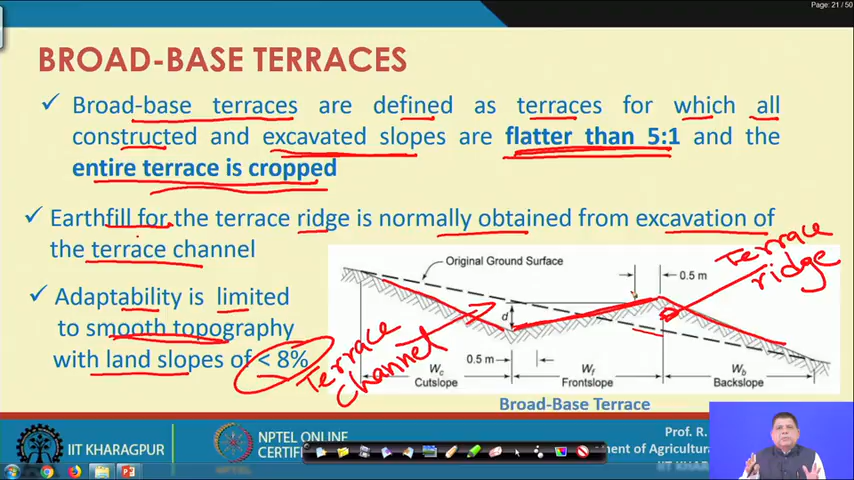 Page: 21 / 50
BROAD-BASE TERRACES
✓ Broad-base terraces are defined as terraces for which all
constructed and excavated slopes are flatter than 5:1 and the
entire terrace is cropped
✓ Earthfill for the terrace ridge is normally obtained from excavation of
the terrace channel
✓ Adaptability is limited
to smooth topography
with land slopes of < 8%
Original Ground Surface
0.5 m
Terrace
ridge
d
Terrace
channel
0.5 m
Wc
Cutslope
Wf
Frontslope
Wb
Backslope
Broad-Base Terrace
IIT KHARAGPUR
NPTEL ONLINE
CERTIF
Prof. R.
ment of Agricultura
IIT KHARA